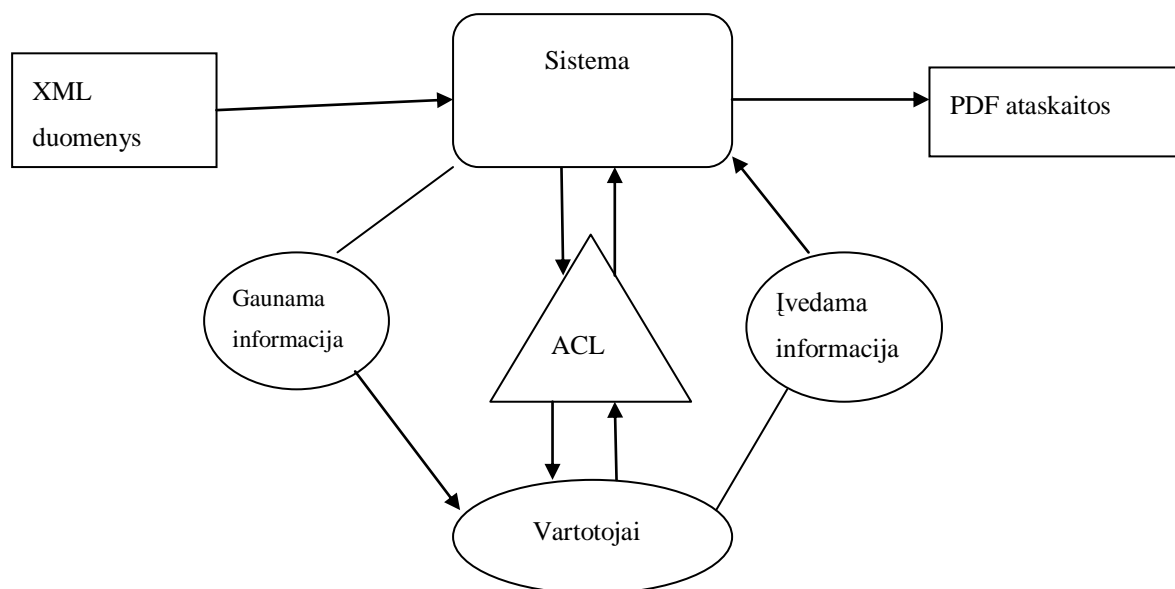 Sistema
XML
duomenys
PDF ataskaitos
Gaunama
informacija
ACL
Įvedama
informacija
Vartotojai